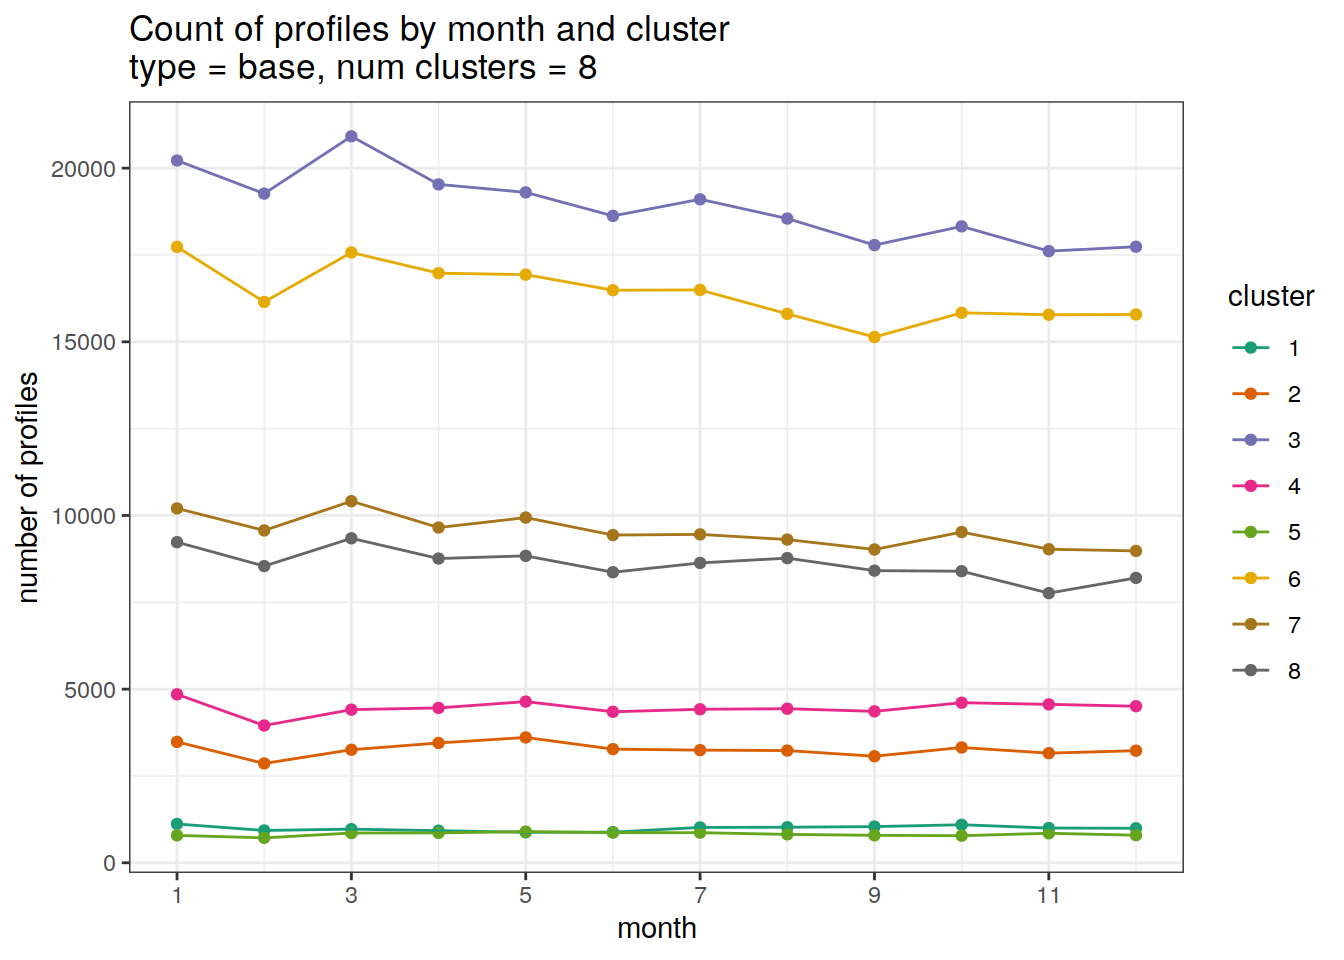 Count of profiles by month and cluster
type = base, num clusters = 8
number of profiles
20000
15000
10000
5000
0
1 3 5 7 9 11
month
cluster
1
2
3
4
5
6
7
8